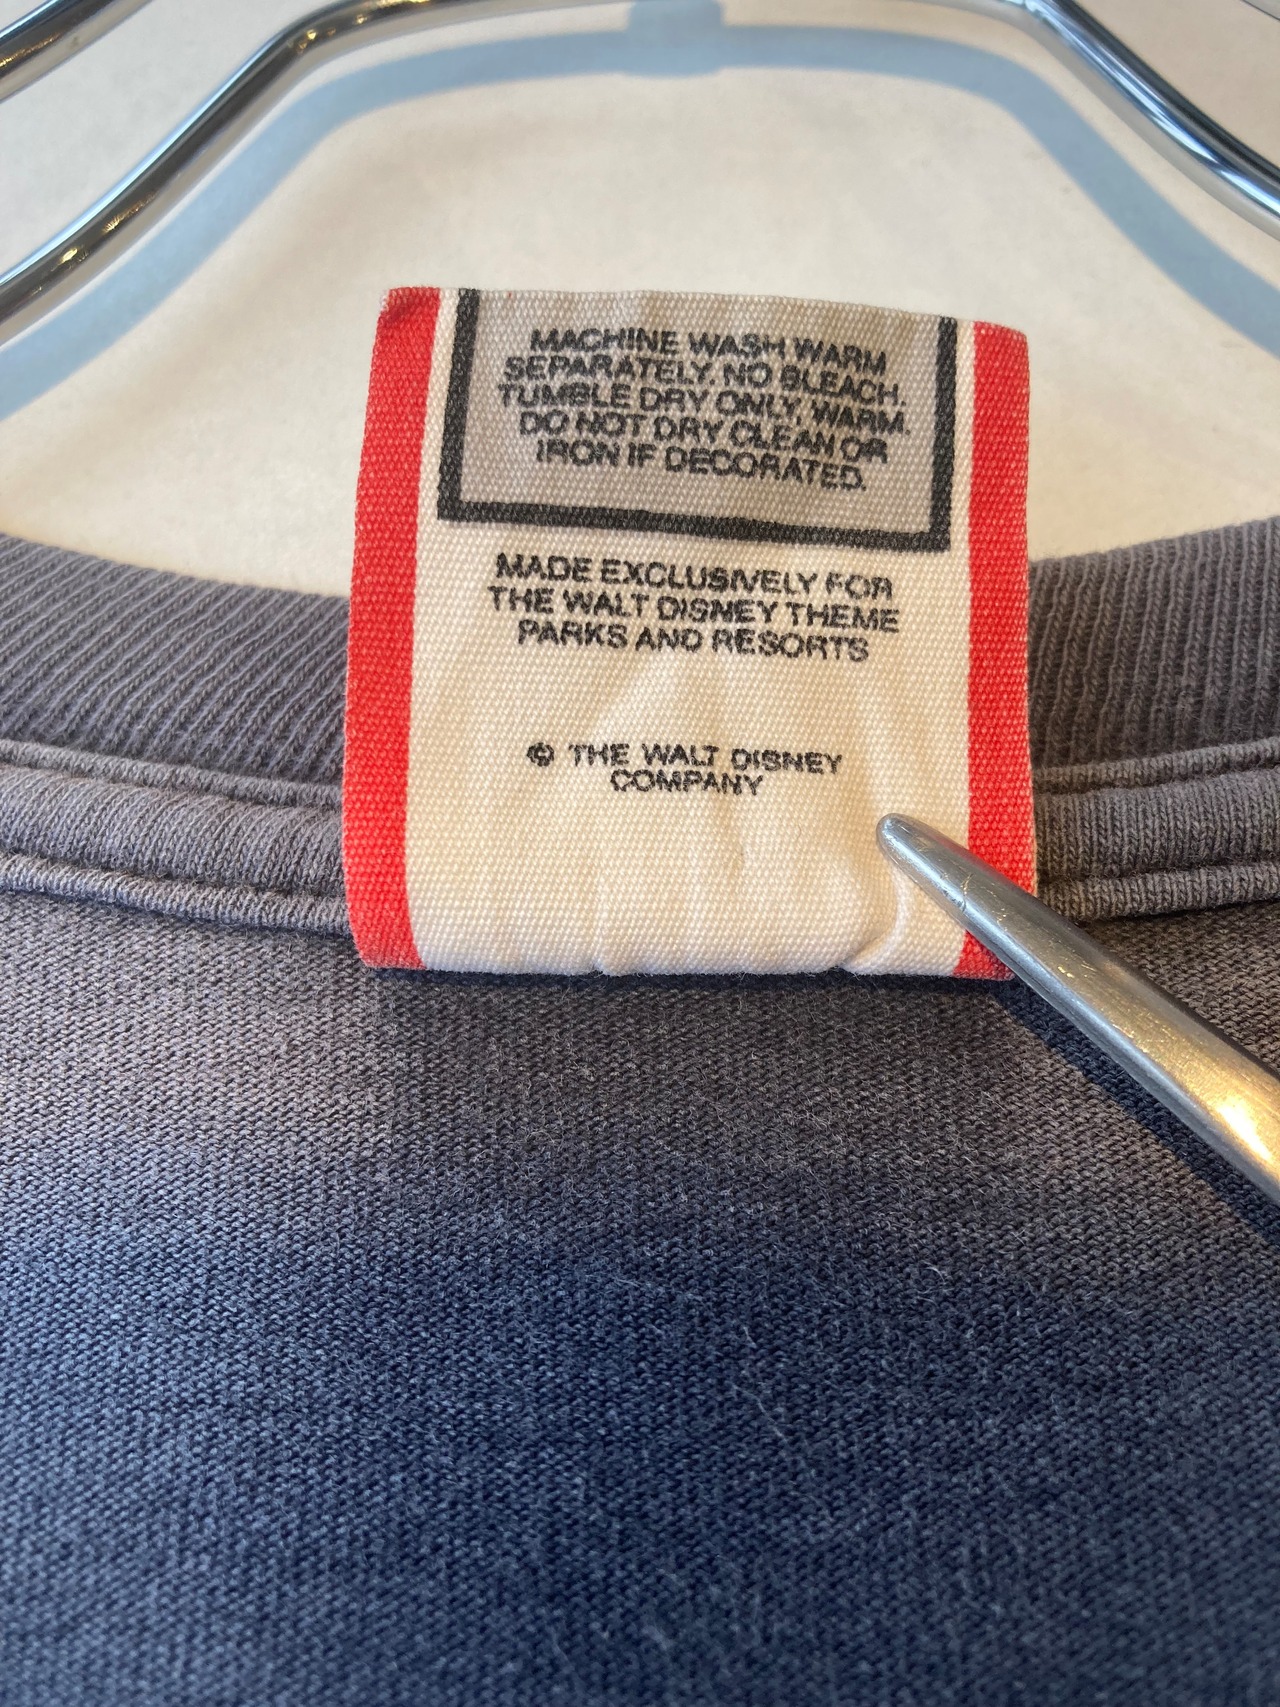 MACHINE WASH WARM
SEPARATELY. NO BLEACH.
TUMBLE DRY ONLY, WARM.
DO NOT DRY CLEAN OR
IRON IF DECORATED.
MADE EXCLUSIVELY FOR
THE WALT DISNEY THEME
PARKS AND RESORTS
© THE WALT DISNEY
COMPANY